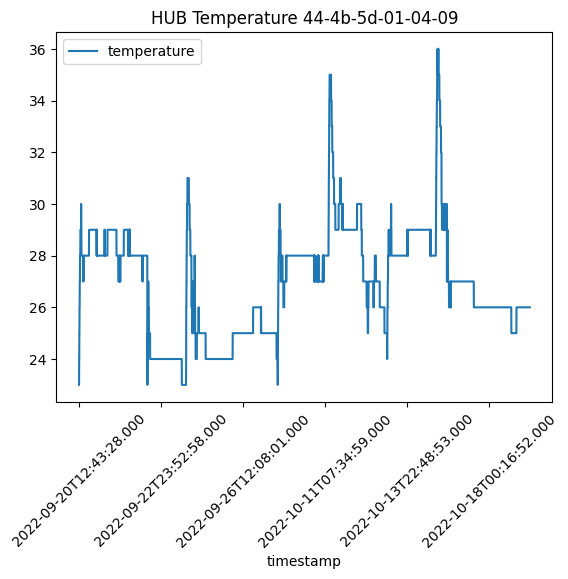 HUB Temperature 44-4b-5d-01-04-09
temperature
36
34
32
30
28
26
24
2022-09-20T12:43:28.000
2022-09-22T23:52:58.000
2022-09-26T12:08:01.000
2022-10-11T07:34:59.000
2022-10-13T22:48:53.000
2022-10-18T00:16:52.000
timestamp